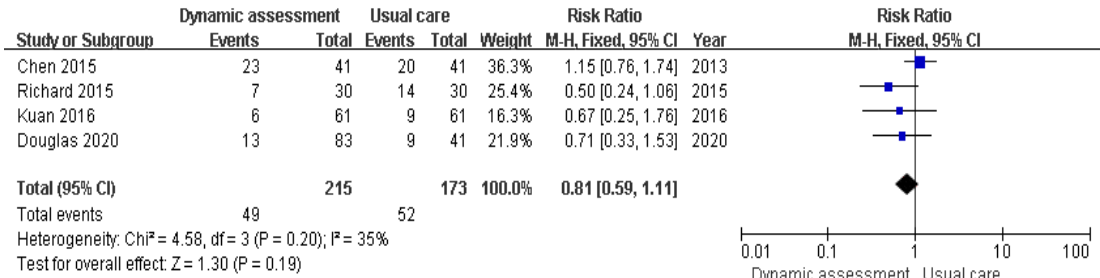 Dynamic assessment Usual care Risk Ratio Risk Ratio
Study or Subgroup Events Total Events Total Weight M-H, Fixed, 95% CI Year M-H, Fixed, 95% CI
Chen 2015 23 41 20 41 36.3% 1.15 [0.76, 1.74] 2013
Richard 2015 7 30 14 30 25.4% 0.50 [0.24, 1.06] 2015
Kuan 2016 6 61 9 61 16.3% 0.67 [0.25, 1.76] 2016
Douglas 2020 13 83 9 41 21.9% 0.71 [0.33, 1.53] 2020
Total (95% CI) 215 173 100.0% 0.81 [0.59, 1.11]
Total events 49 52
Heterogeneity: Chi² = 4.58, df = 3 (P = 0.20); I² = 35%
Test for overall effect: Z = 1.30 (P = 0.19)
0.01 0.1 1 10 100
Dynamic assessment Usual care